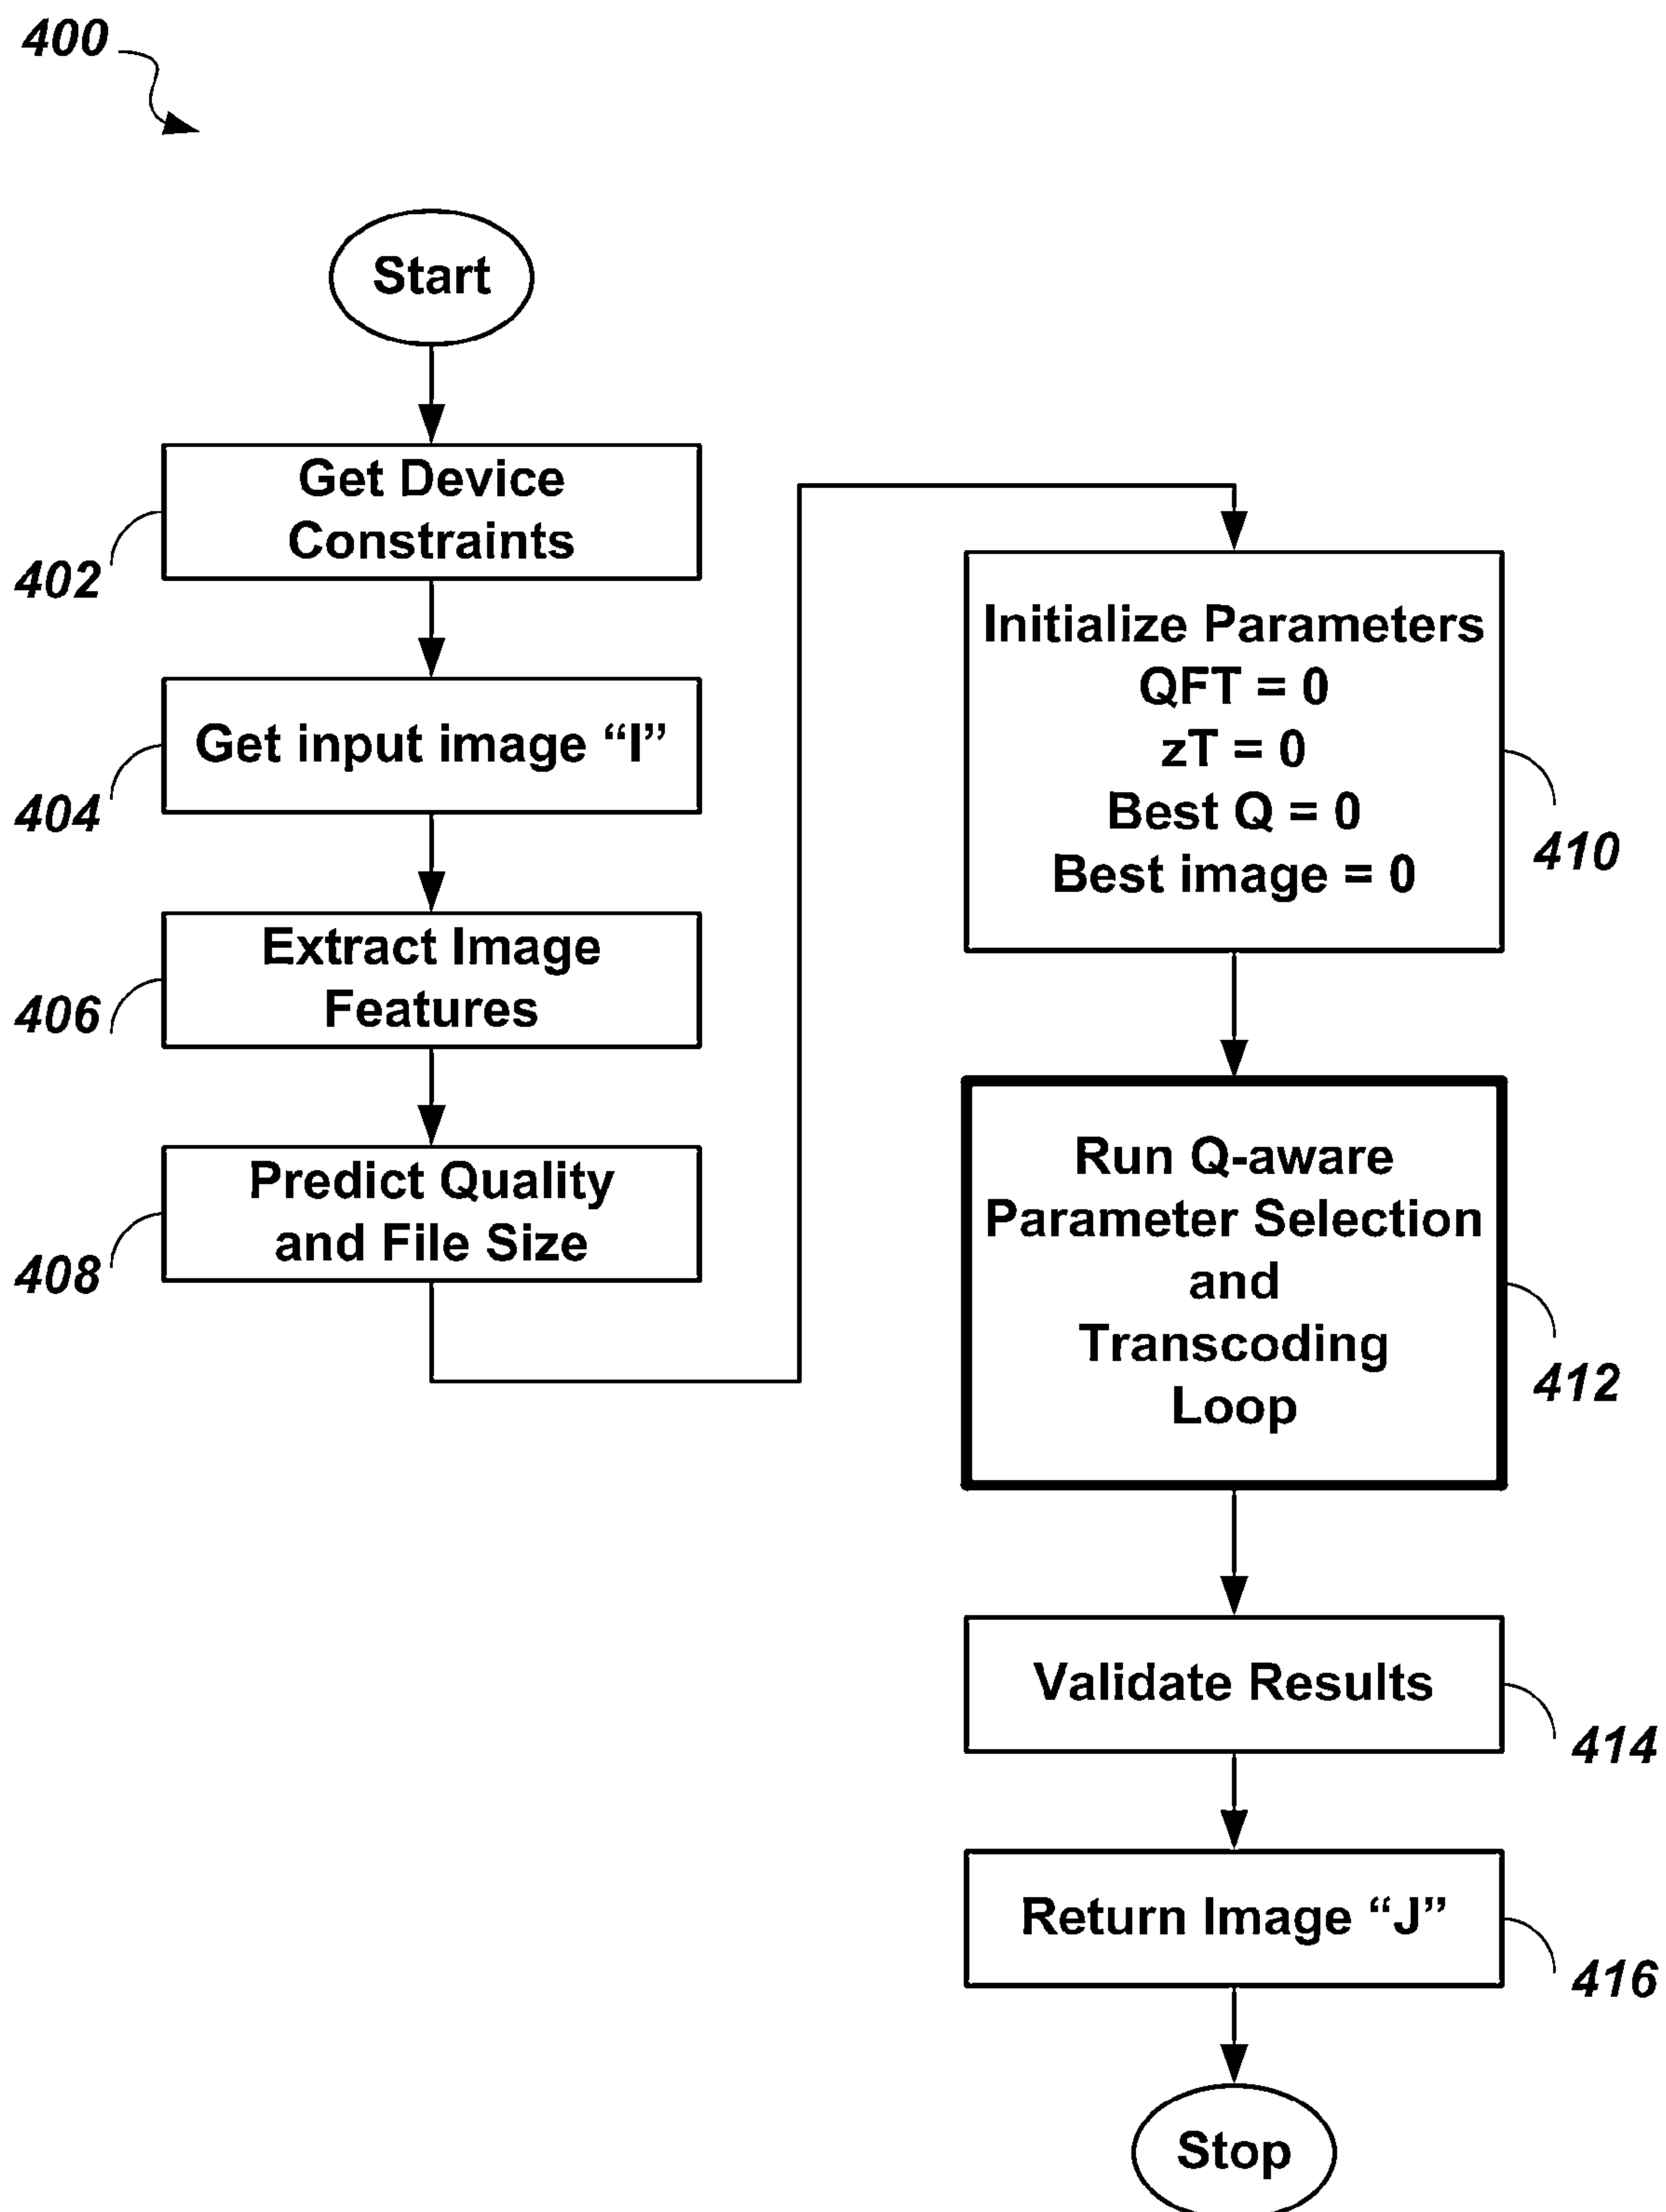 400
Start
Get Device
Constraints
402
Get input image “I”
404
Extract Image
Features
406
Predict Quality
and File Size
408
Initialize Parameters
QFT = 0
zT = 0
Best Q = 0
Best image = 0
410
Run Q-aware
Parameter Selection
and
Transcoding
Loop
412
Validate Results
414
Return Image “J”
416
Stop